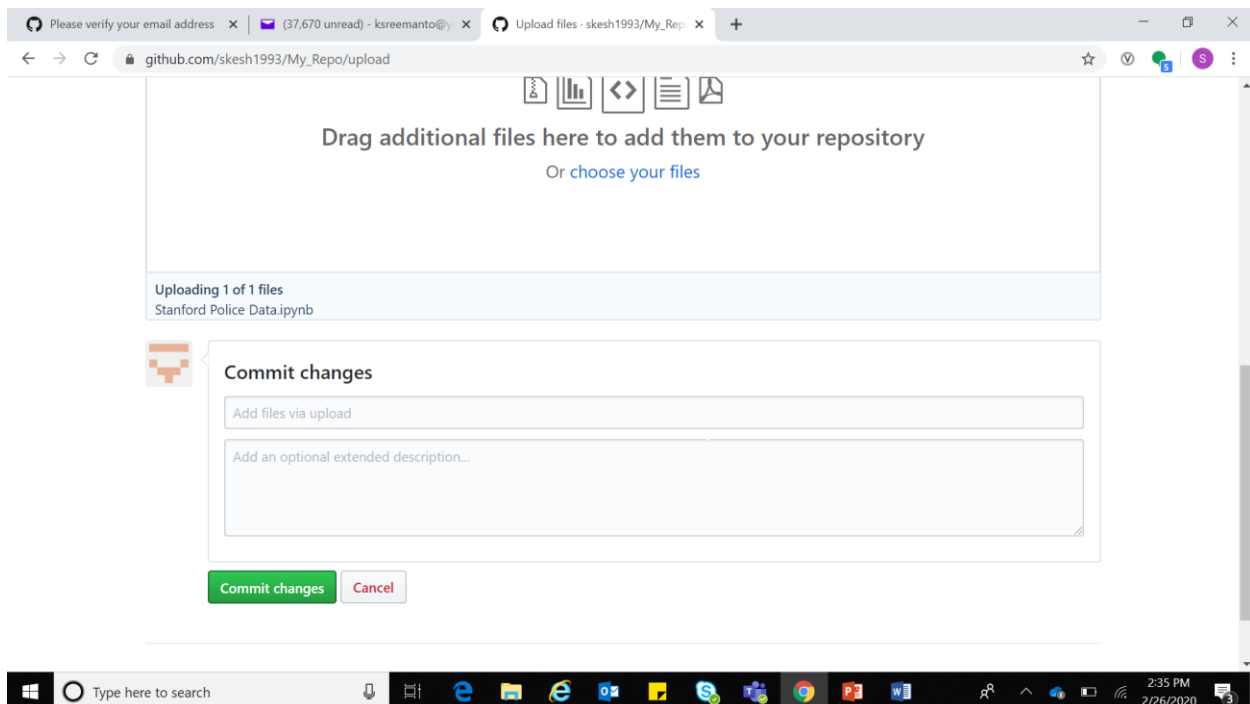 Please verify your email address
(37,670 unread) - ksreemanto@y
Upload files · skesh1993/My_Rep
github.com/skesh1993/My_Repo/upload
S
S
Drag additional files here to add them to your repository
Or choose your files
Uploading 1 of 1 files
Stanford Police Data.ipynb
Commit changes
Add files via upload
Add an optional extended description...
Commit changes
Cancel
Type here to search
2:35 PM
2/26/2020
3